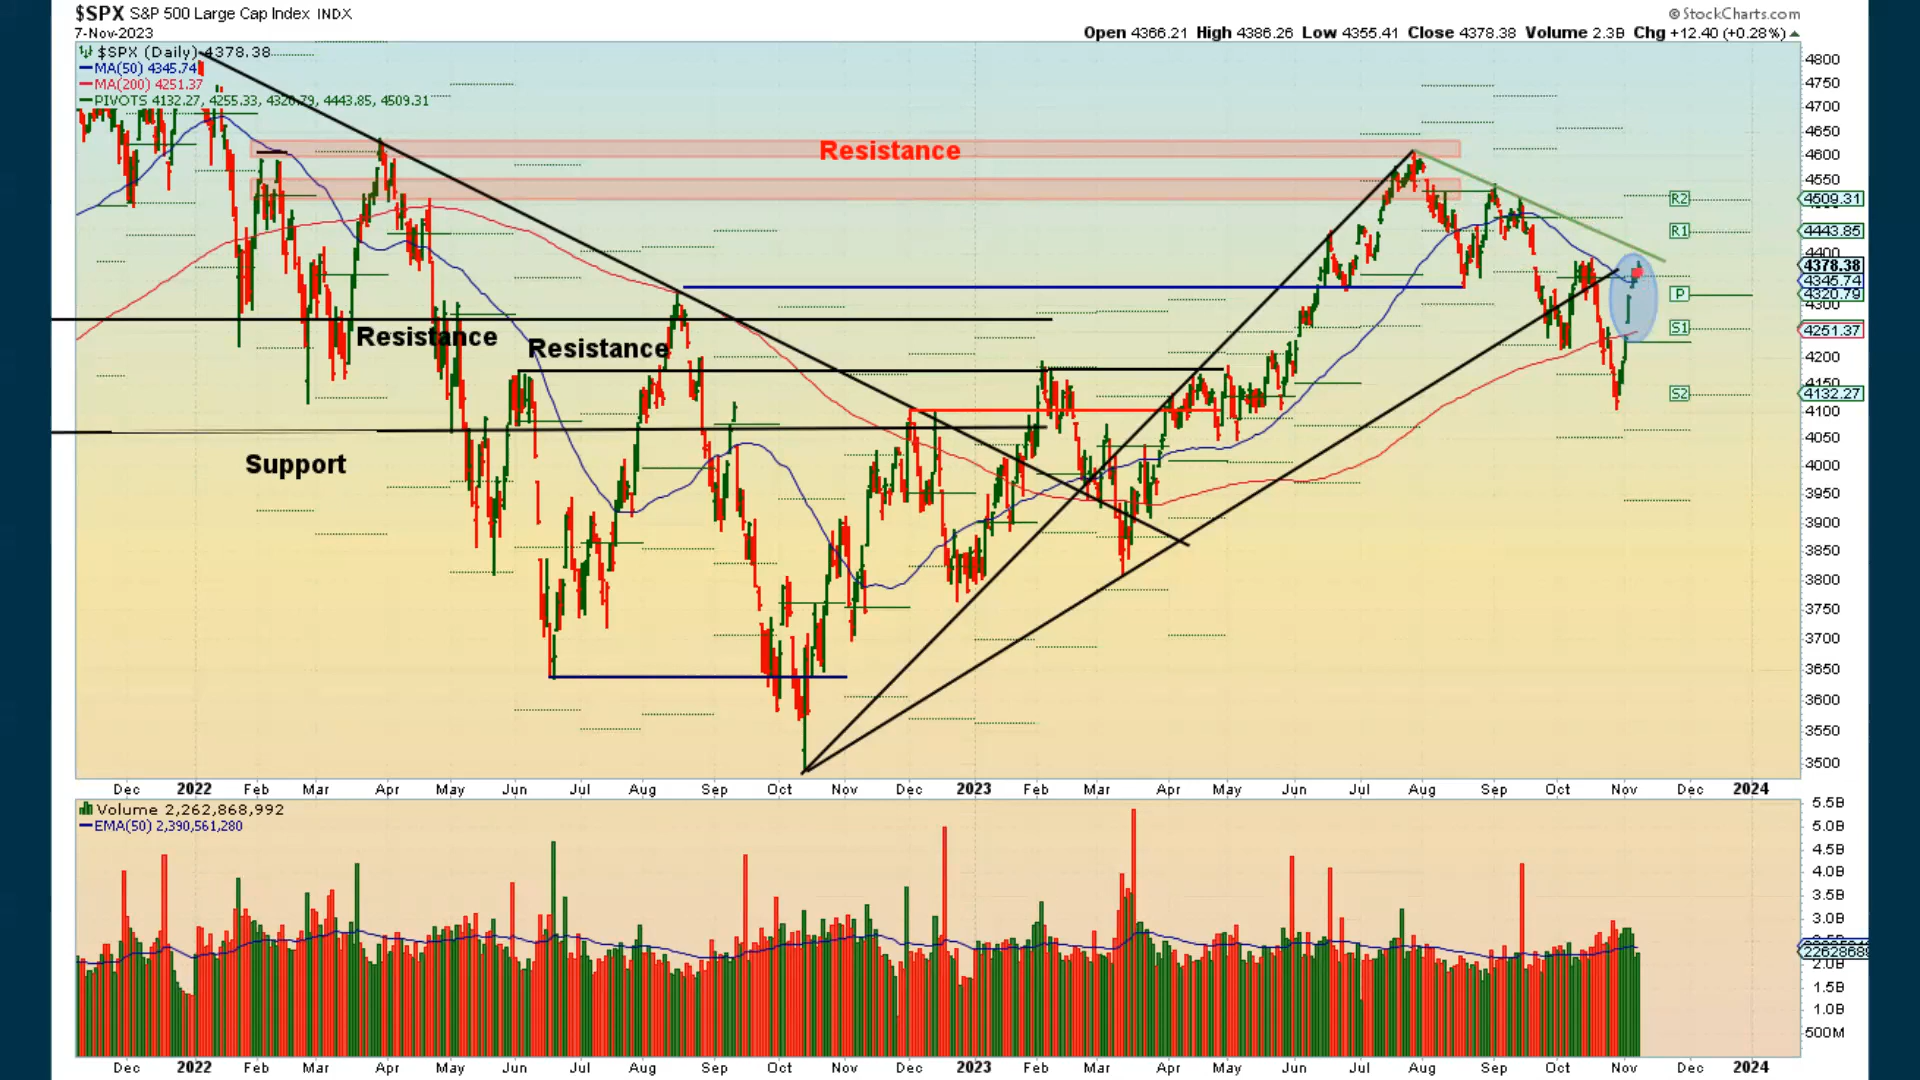 $SPX S&P 500 Large Cap Index INDX
© StockCharts.com
7-Nov-2023
Open 4366.21 High 4386.26 Low 4355.41 Close 4378.38 Volume 2.3B Chg +12.40 (+0.28%)
$SPX (Daily) 4378.38
MA(50) 4345.74
MA(200) 4251.37
PIVOTS 4132.27, 4255.33, 4320.79, 4443.85, 4509.31
Resistance
Resistance
Resistance
Support
R2
R1
P
S1
S2
4800
4750
4700
4650
4600
4550
4509.31
4443.85
4400
4378.38
4345.74
4320.79
4300
4251.37
4200
4150
4132.27
4100
4050
4000
3950
3900
3850
3800
3750
3700
3650
3600
3550
3500
Dec 2022 Feb Mar Apr May Jun Jul Aug Sep Oct Nov Dec 2023 Feb Mar Apr May Jun Jul Aug Sep Oct Nov Dec 2024
Volume 2,262,868,992
EMA(50) 2,390,561,280
5.5B
5.0B
4.5B
4.0B
3.5B
3.0B
2.0B
1.5B
1.0B
500M
Dec 2022 Feb Mar Apr May Jun Jul Aug Sep Oct Nov Dec 2023 Feb Mar Apr May Jun Jul Aug Sep Oct Nov Dec 2024